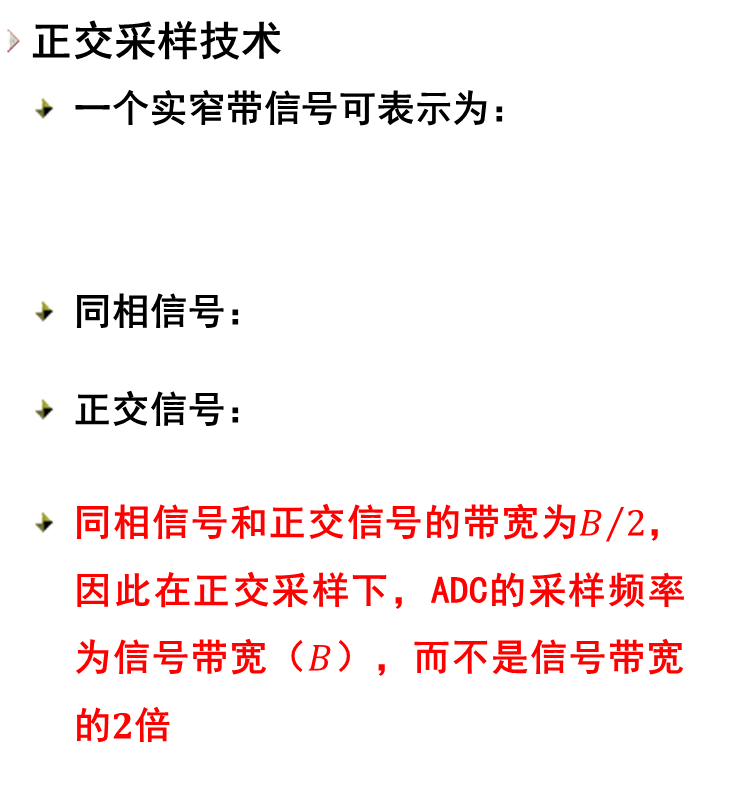 正交采样技术
一个实窄带信号可表示为：
同相信号：
正交信号：
同相信号和正交信号的带宽为B/2，
因此在正交采样下，ADC的采样频率
为信号带宽（B），而不是信号带宽
的2倍